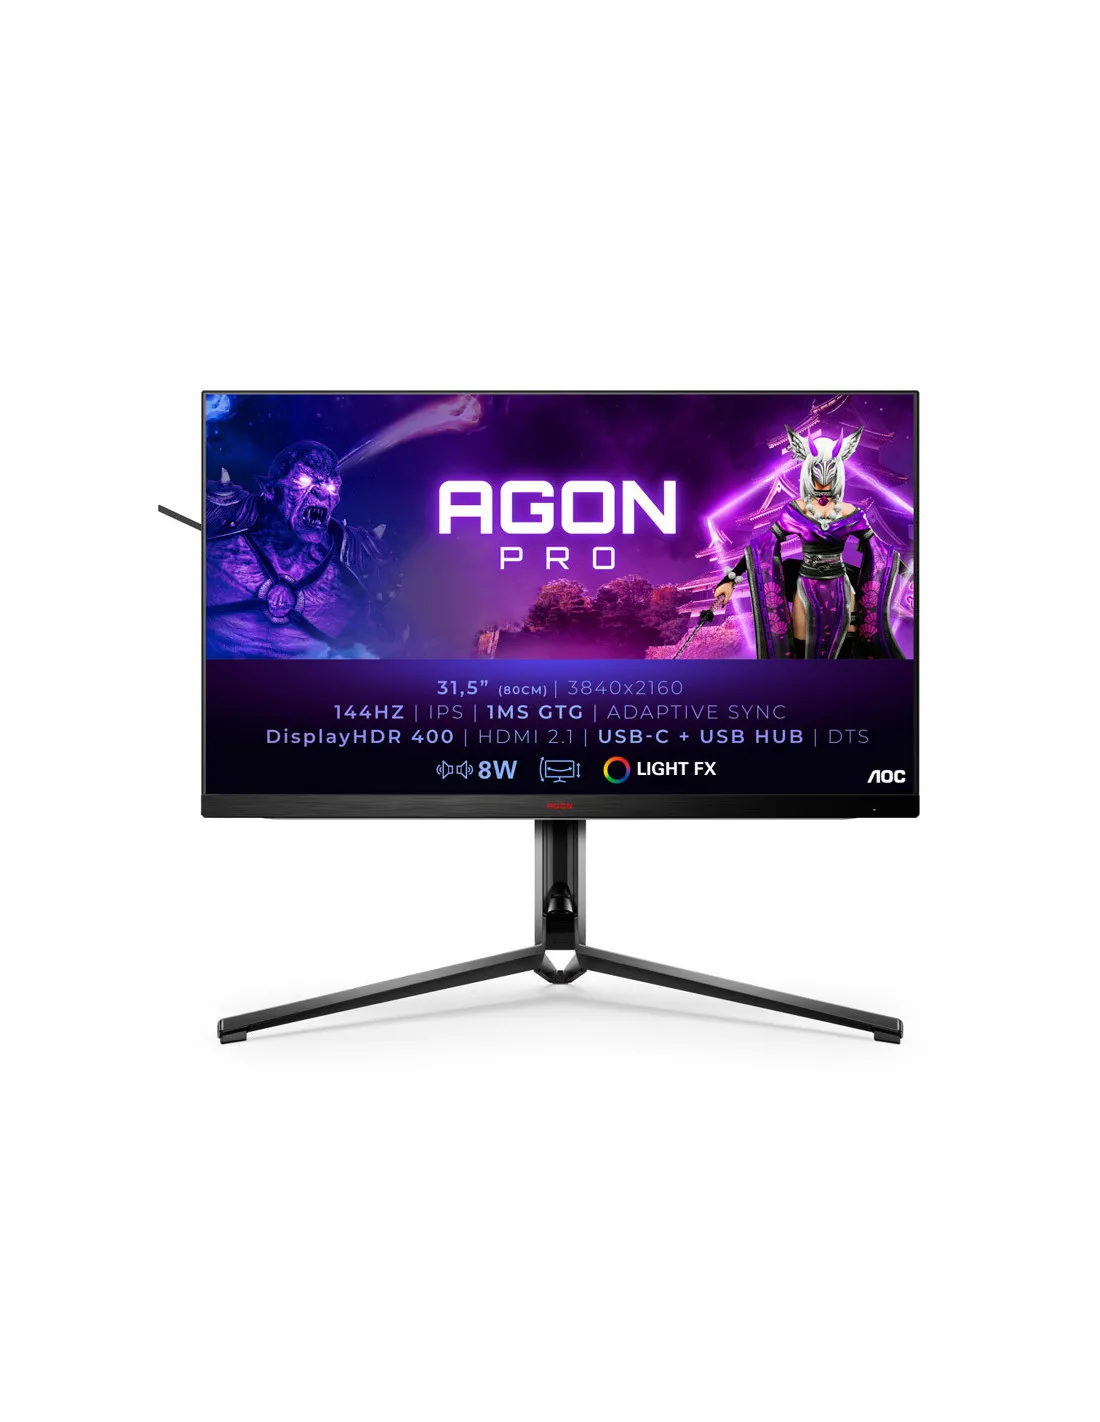 AGON
PRO
31,5” (80CM) | 3840x2160
144HZ | IPS | 1MS GTG | ADAPTIVE SYNC
DisplayHDR 400 | HDMI 2.1 | USB-C + USB HUB | DTS
8W LIGHT FX
AOC
AGON